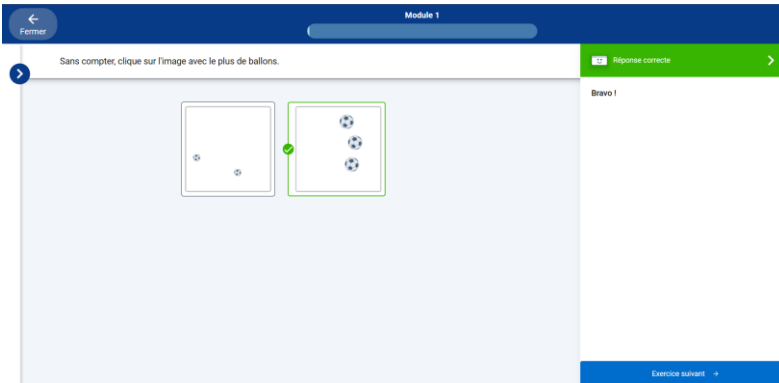 Module 1
Fermer
Sans compter, clique sur l'image avec le plus de ballons.
Réponse correcte
Bravo !
Exercice suivant →